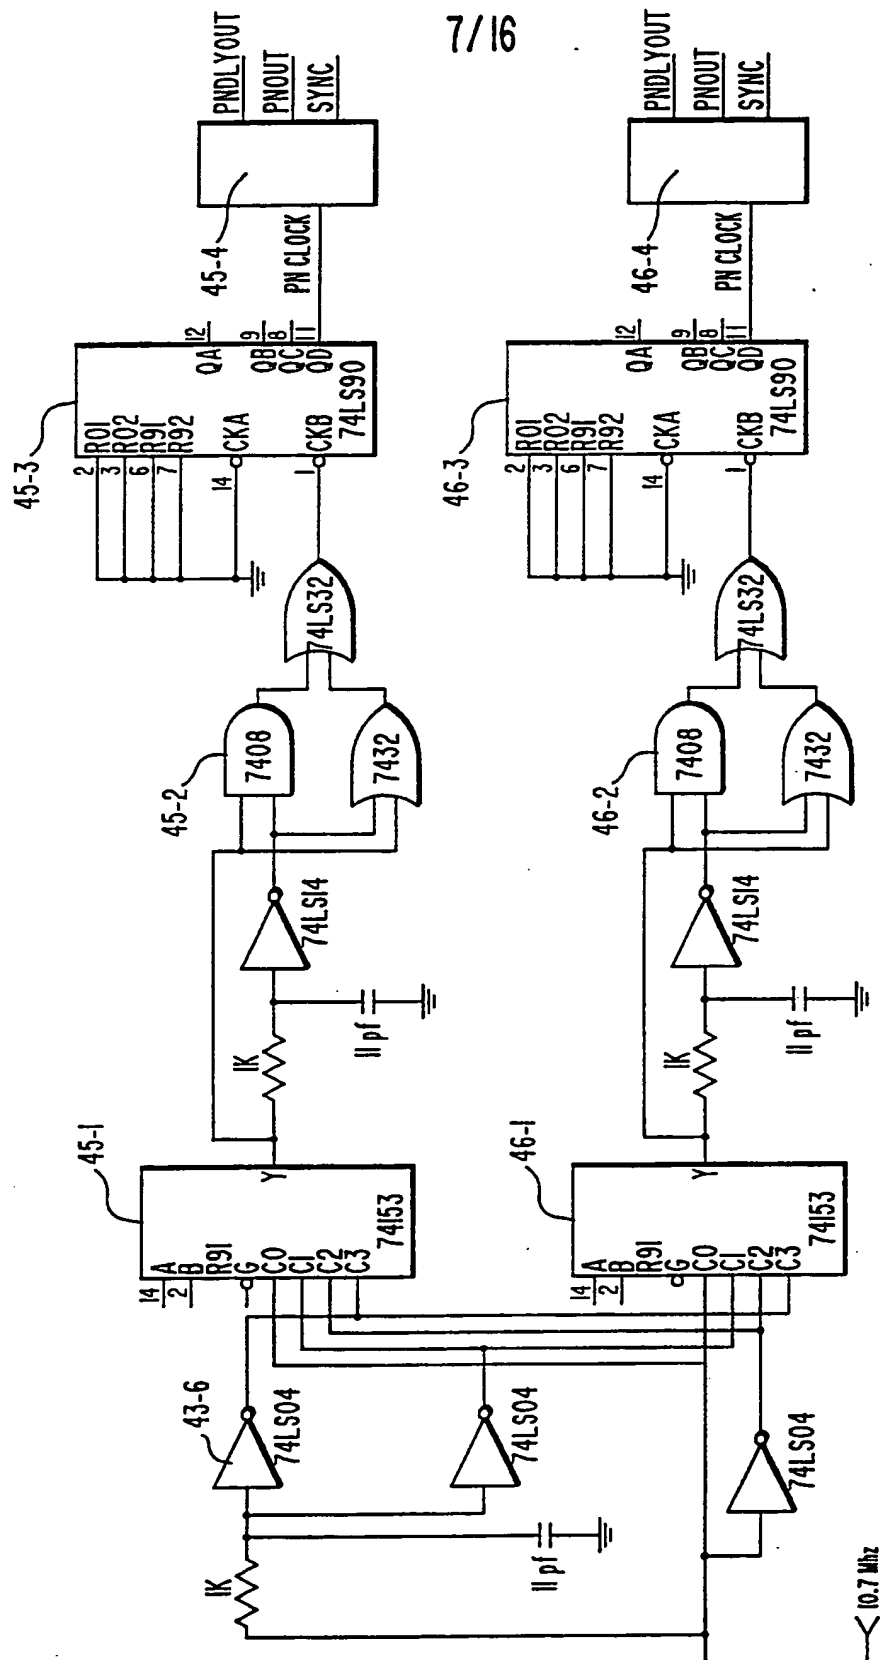 7/16
PNDLYOUT
PNOUT
SYNC
45-4
PN CLOCK
45-3
2 R01
3 R02
6 R91
7 R92
14 CKA
1 CKB
QA 12
QB 9
QC 8
QD 11
74LS90
74LS32
45-2
7408
7432
74LS14
1K
11 pf
45-1
14 A
2 B
R91
G
C0
C1
C2
C3
Y
74153
43-6
74LS04
74LS04
1K
11 pf
PNDLYOUT
PNOUT
SYNC
46-4
PN CLOCK
46-3
2 R01
3 R02
6 R91
7 R92
14 CKA
1 CKB
QA 12
QB 9
QC 8
QD 11
74LS90
74LS32
46-2
7408
7432
74LS14
1K
11 pf
46-1
14 A
2 B
R91
G
C0
C1
C2
C3
Y
74153
74LS04
10.7 Mhz